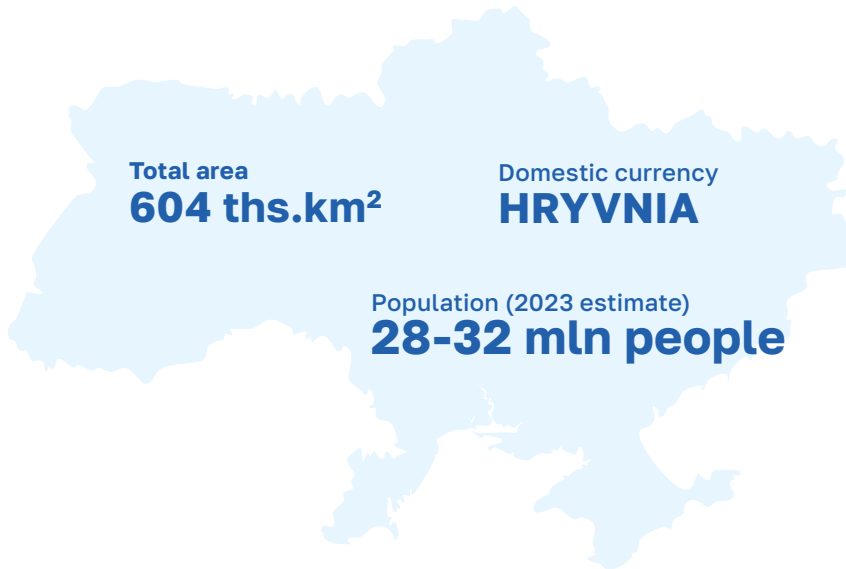 Total area
604 ths.km²
Domestic currency
HRYVNIA
Population (2023 estimate)
28-32 mln people